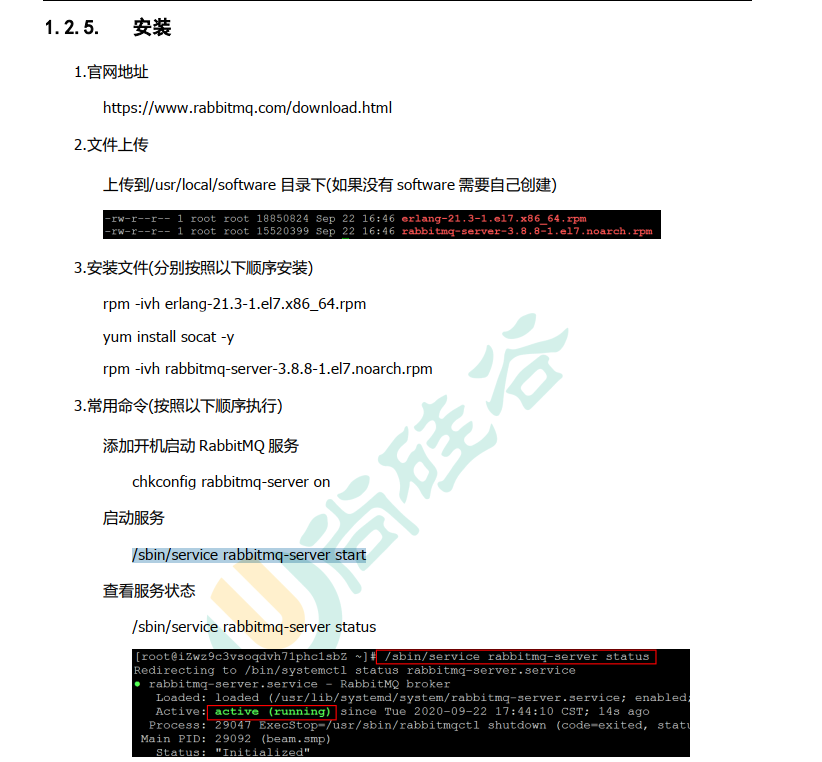 1.2.5. 安装
1.官网地址
https://www.rabbitmq.com/download.html
2.文件上传
上传到/usr/local/software 目录下(如果没有 software 需要自己创建)
-rw-r--r-- 1 root root 18850824 Sep 22 16:46 erlang-21.3-1.el7.x86_64.rpm
-rw-r--r-- 1 root root 15520399 Sep 22 16:46 rabbitmq-server-3.8.8-1.el7.noarch.rpm
3.安装文件(分别按照以下顺序安装)
rpm -ivh erlang-21.3-1.el7.x86_64.rpm
yum install socat -y
rpm -ivh rabbitmq-server-3.8.8-1.el7.noarch.rpm
3.常用命令(按照以下顺序执行)
添加开机启动 RabbitMQ 服务
chkconfig rabbitmq-server on
启动服务
/sbin/service rabbitmq-server start
查看服务状态
/sbin/service rabbitmq-server status
[root@iZwz9c3vsoqdvh71phc1sbZ ~]# /sbin/service rabbitmq-server status
Redirecting to /bin/systemctl status rabbitmq-server.service
● rabbitmq-server.service - RabbitMQ broker
Loaded: loaded (/usr/lib/systemd/system/rabbitmq-server.service; enabled;
Active: active (running) since Tue 2020-09-22 17:44:10 CST; 14s ago
Process: 29047 ExecStop=/usr/sbin/rabbitmqctl shutdown (code=exited, statu
Main PID: 29092 (beam.smp)
Status: "Initialized"
尚硅谷